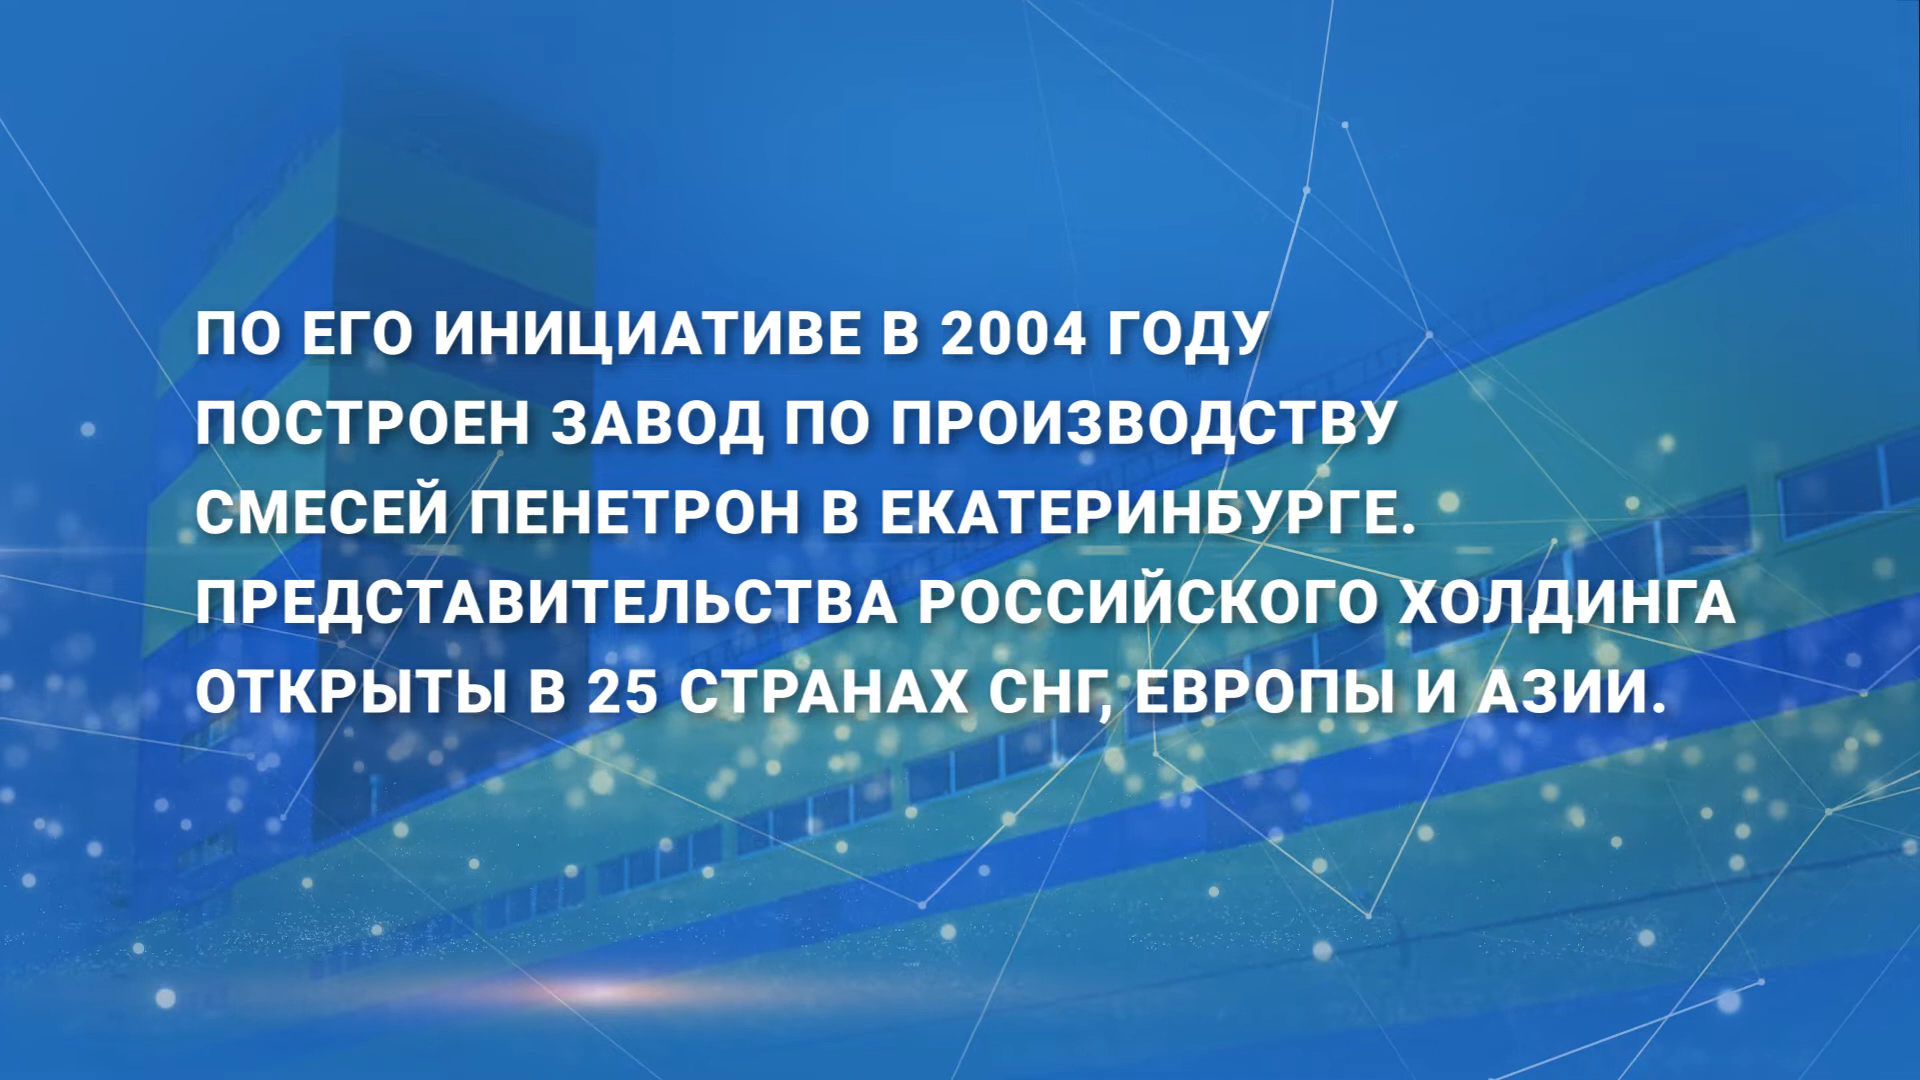 ПО ЕГО ИНИЦИАТИВЕ В 2004 ГОДУ
ПОСТРОЕН ЗАВОД ПО ПРОИЗВОДСТВУ
СМЕСЕЙ ПЕНЕТРОН В ЕКАТЕРИНБУРГЕ.
ПРЕДСТАВИТЕЛЬСТВА РОССИЙСКОГО ХОЛДИНГА
ОТКРЫТЫ В 25 СТРАНАХ СНГ, ЕВРОПЫ И АЗИИ.